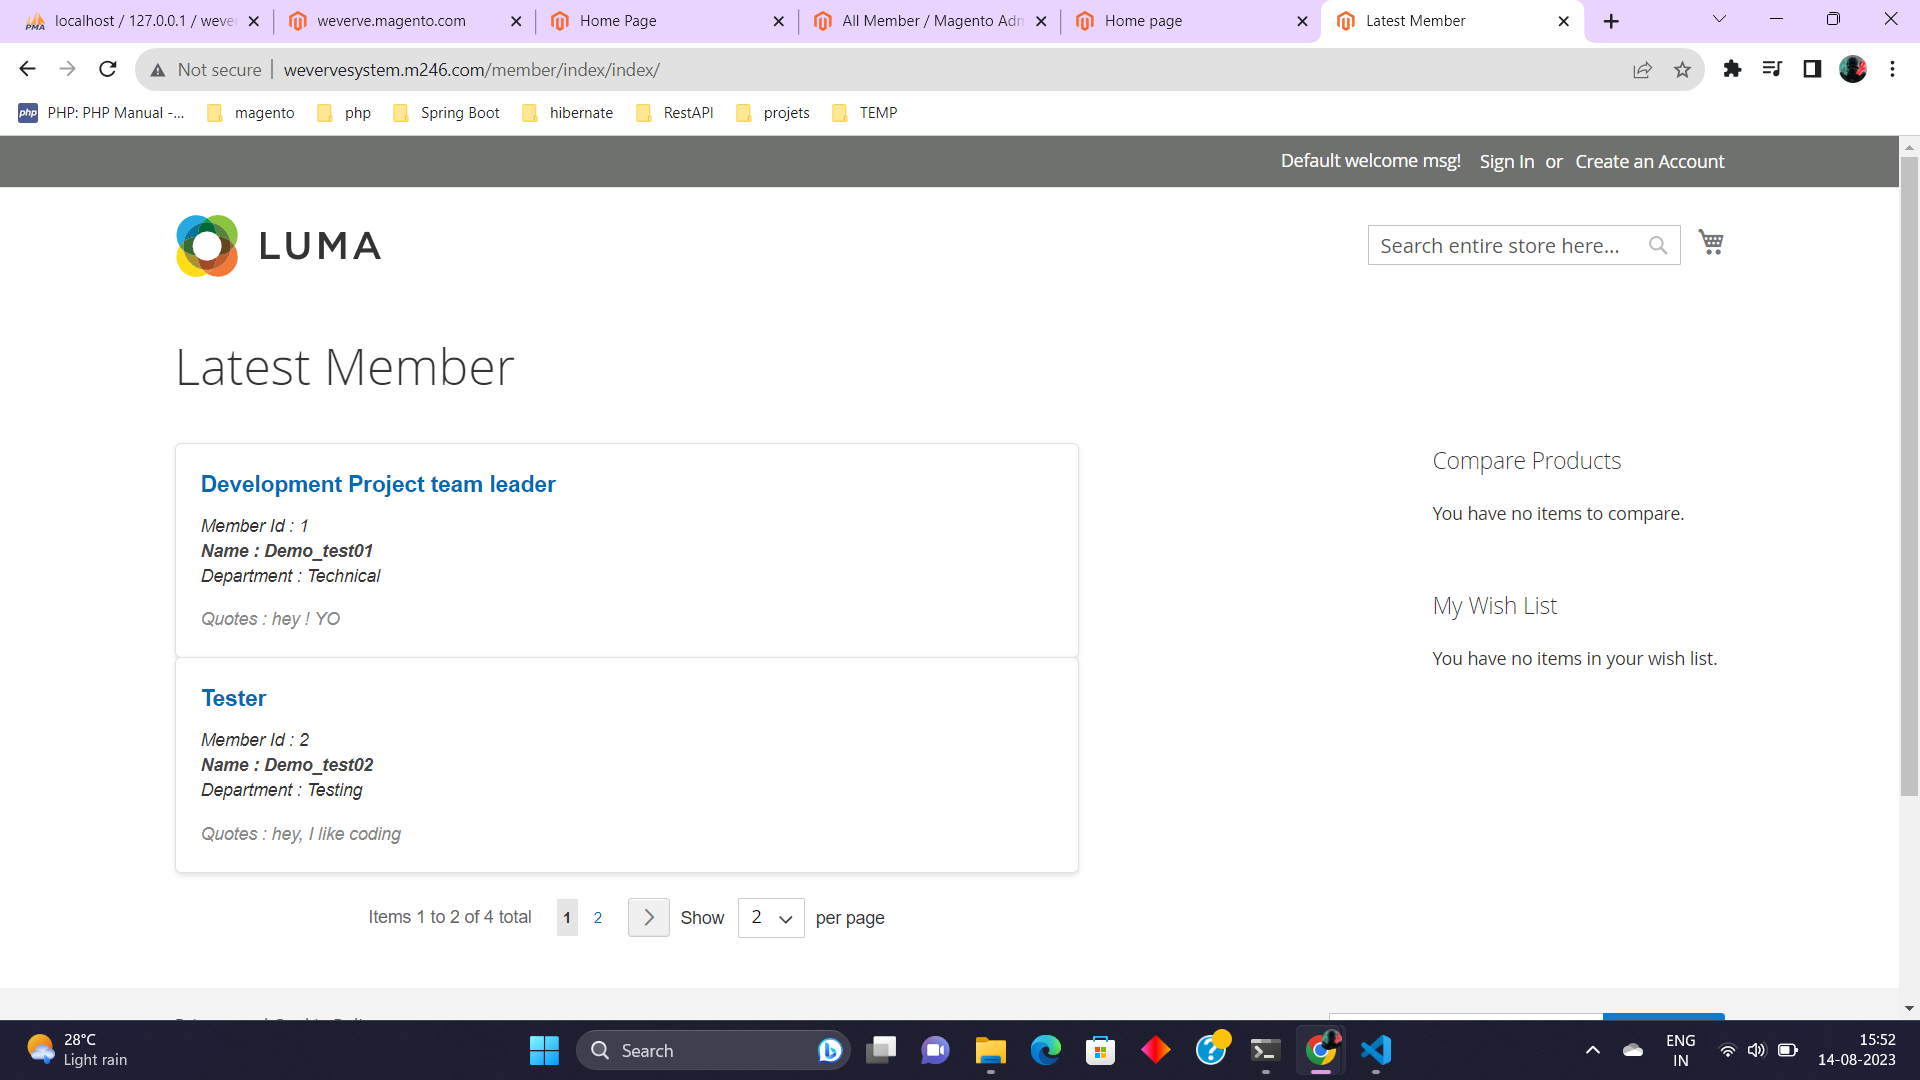 localhost / 127.0.0.1 / wever
weverve.magento.com
Home Page
All Member / Magento Adm
Home page
Latest Member
Not secure
wevervesystem.m246.com/member/index/index/
PHP: PHP Manual -...
magento
php
Spring Boot
hibernate
RestAPI
projets
TEMP
Default welcome msg! Sign In or Create an Account
LUMA
Search entire store here...
Latest Member
Development Project team leader
Member Id : 1
Name : Demo_test01
Department : Technical
Quotes : hey ! YO
Tester
Member Id : 2
Name : Demo_test02
Department : Testing
Quotes : hey, I like coding
Items 1 to 2 of 4 total 1 2 Show 2 per page
Compare Products
You have no items to compare.
My Wish List
You have no items in your wish list.
28°C
Light rain
Search
ENG
IN
15:52
14-08-2023